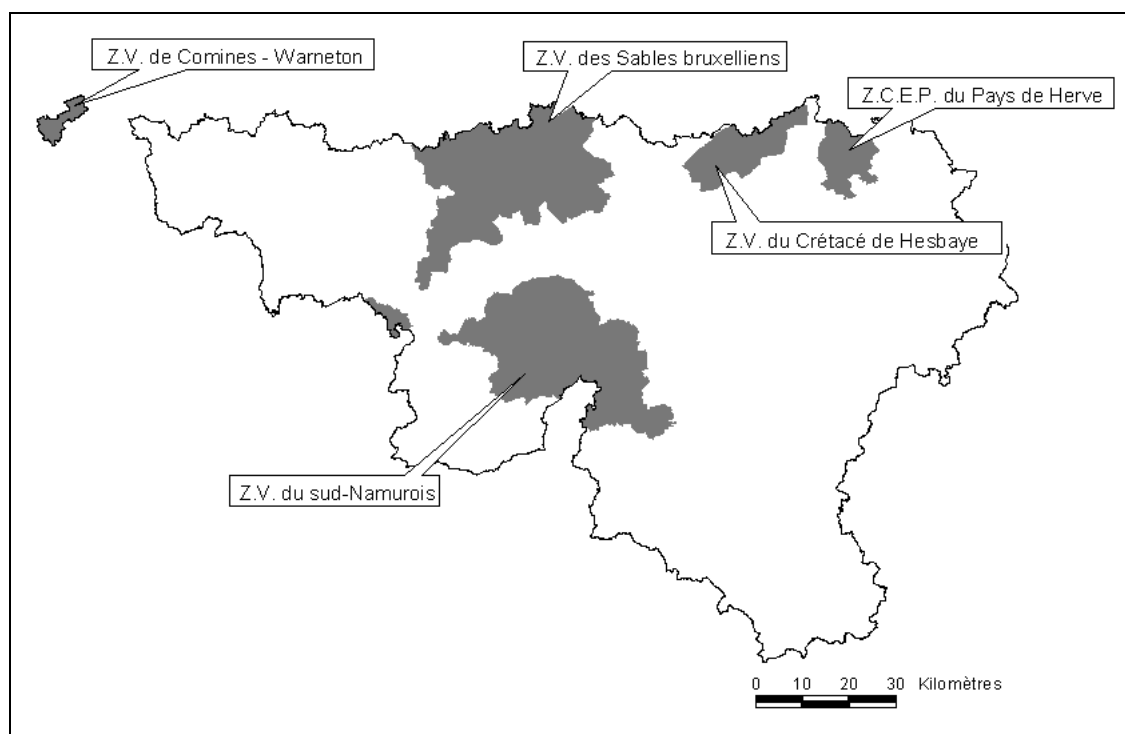 Z.V. de Comines - Warneton
Z.V. des Sables bruxelliens
Z.C.E.P. du Pays de Herve
Z.V. du Crétacé de Hesbaye
Z.V. du sud-Namurois
0 10 20 30 Kilomètres